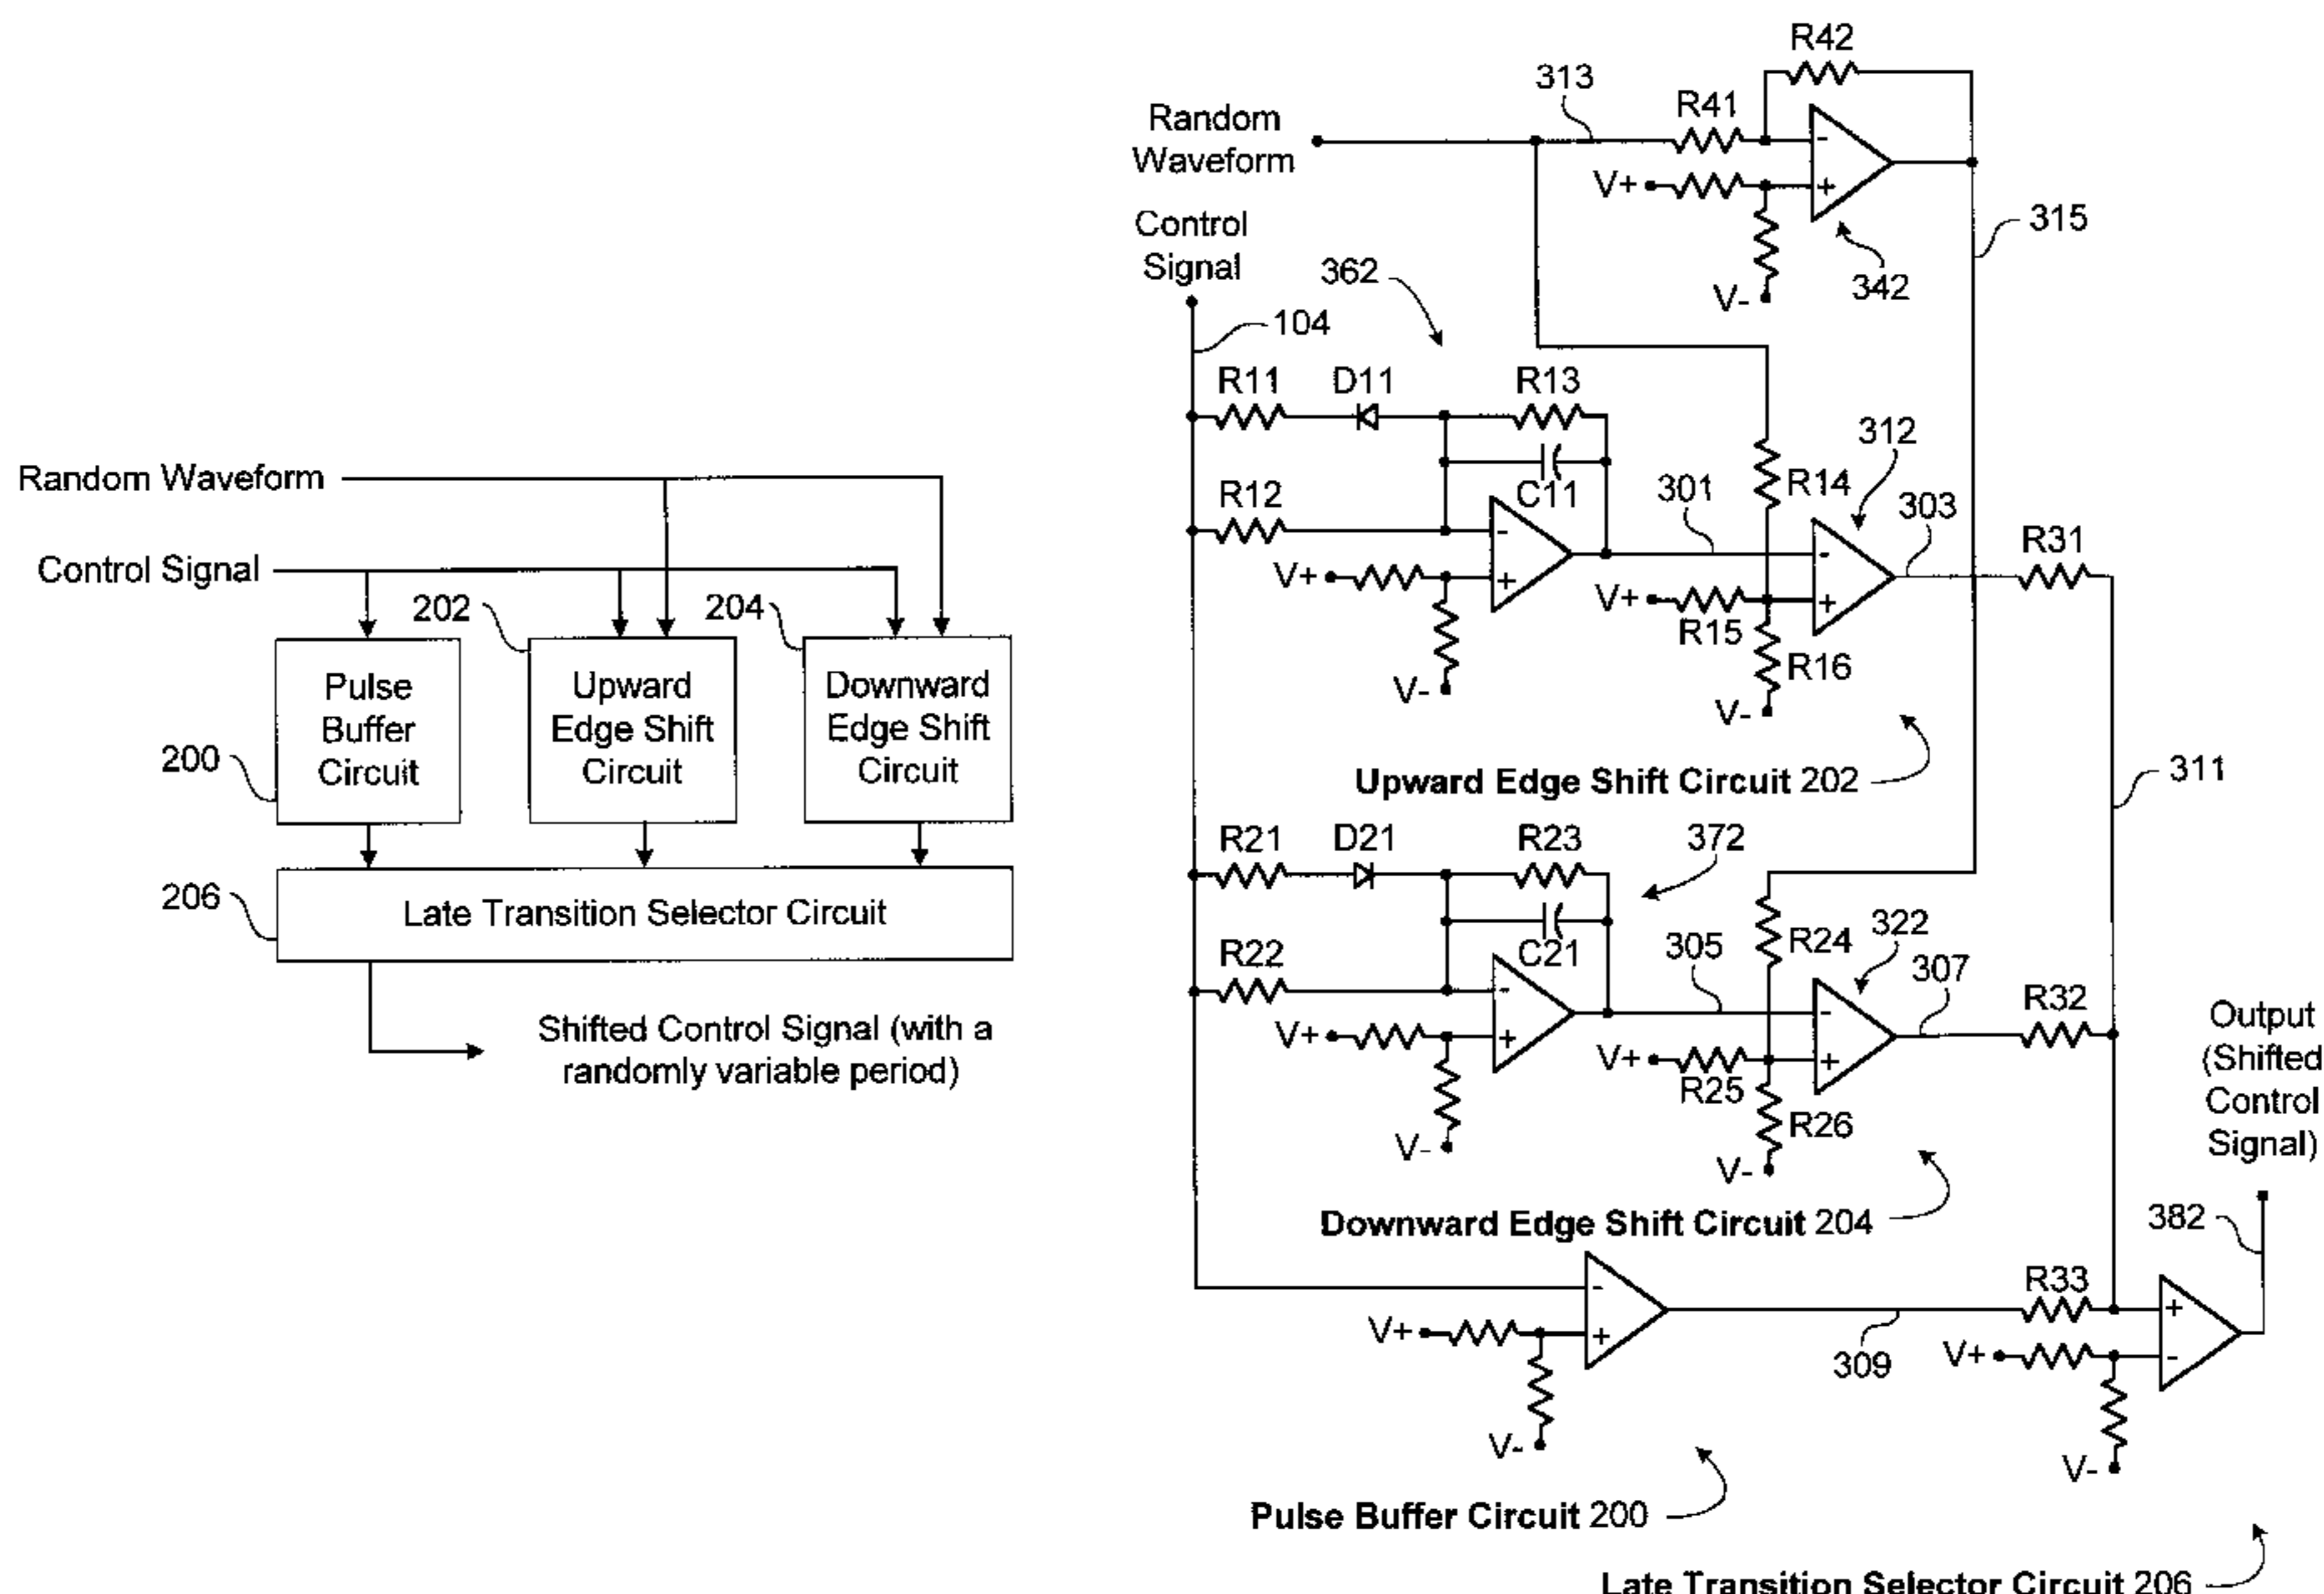 Random Waveform
Control Signal
202
204
Pulse
Buffer
Circuit
Upward
Edge Shift
Circuit
Downward
Edge Shift
Circuit
200
206
Late Transition Selector Circuit
Shifted Control Signal (with a
randomly variable period)
R42
313
R41
Random
Waveform
-
V+
+
315
Control
Signal
V-
342
362
104
R11
D11
R13
312
R12
C11
301
R14
303
R31
-
-
V+
+
V+
+
R15
R16
V-
V-
Upward Edge Shift Circuit 202
311
R21
D21
R23
372
R22
C21
305
R24
322
307
R32
-
-
V+
+
V+
+
R25
R26
V-
V-
Output
(Shifted
Control
Signal)
Downward Edge Shift Circuit 204
382
-
R33
+
V+
+
309
V+
-
V-
V-
Pulse Buffer Circuit 200
Late Transition Selector Circuit 206